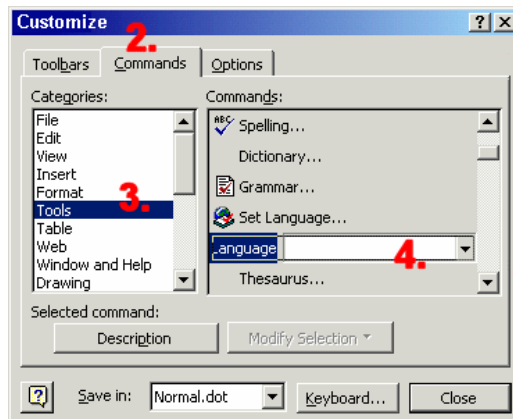 Customize
2.
Toolbars Commands Options
Categories:
File
Edit
View
Insert
Format
Tools
3.
Table
Web
Window and Help
Drawing
Commands:
ABC Spelling...
Dictionary...
Grammar...
Set Language...
Language
4.
Thesaurus...
Selected command:
Description Modify Selection
Save in: Normal.dot Keyboard... Close